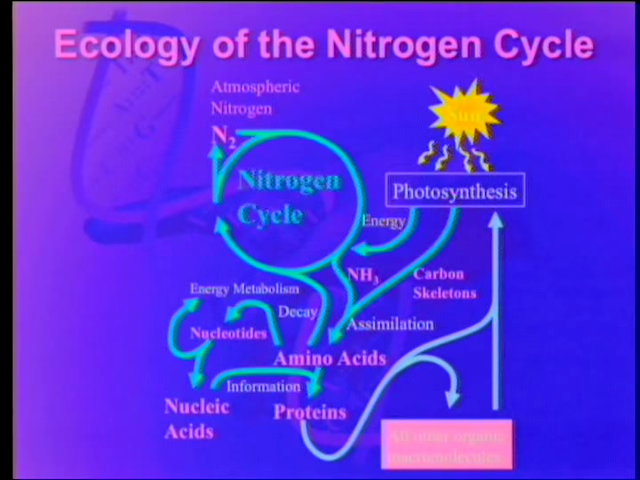 Ecology of the Nitrogen Cycle
Atmospheric
Nitrogen
N2
Sun
Nitrogen
Cycle
Photosynthesis
Energy
NH3
Carbon
Skeletons
Energy Metabolism
Decay
Nucleotides
Assimilation
Amino Acids
Information
Nucleic
Acids
Proteins
All other organic
macromolecules